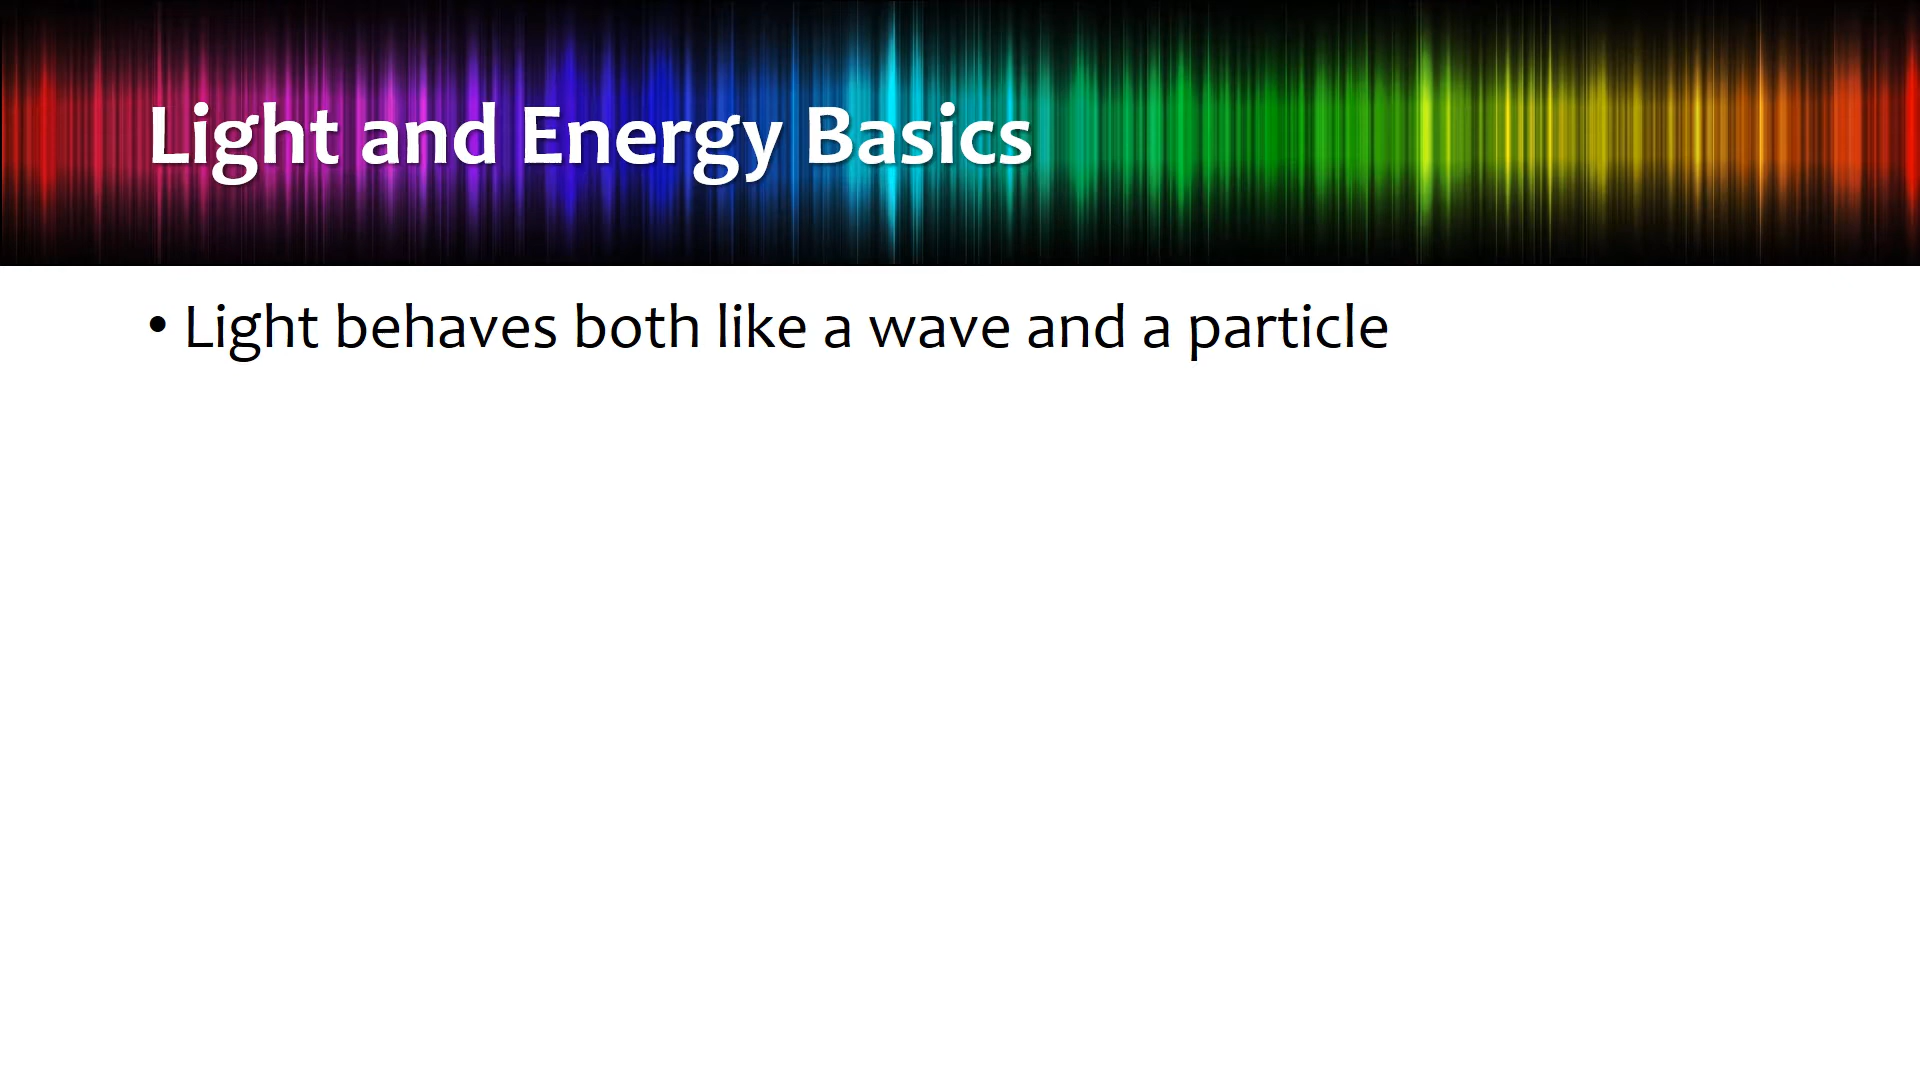 Light and Energy Basics
• Light behaves both like a wave and a particle